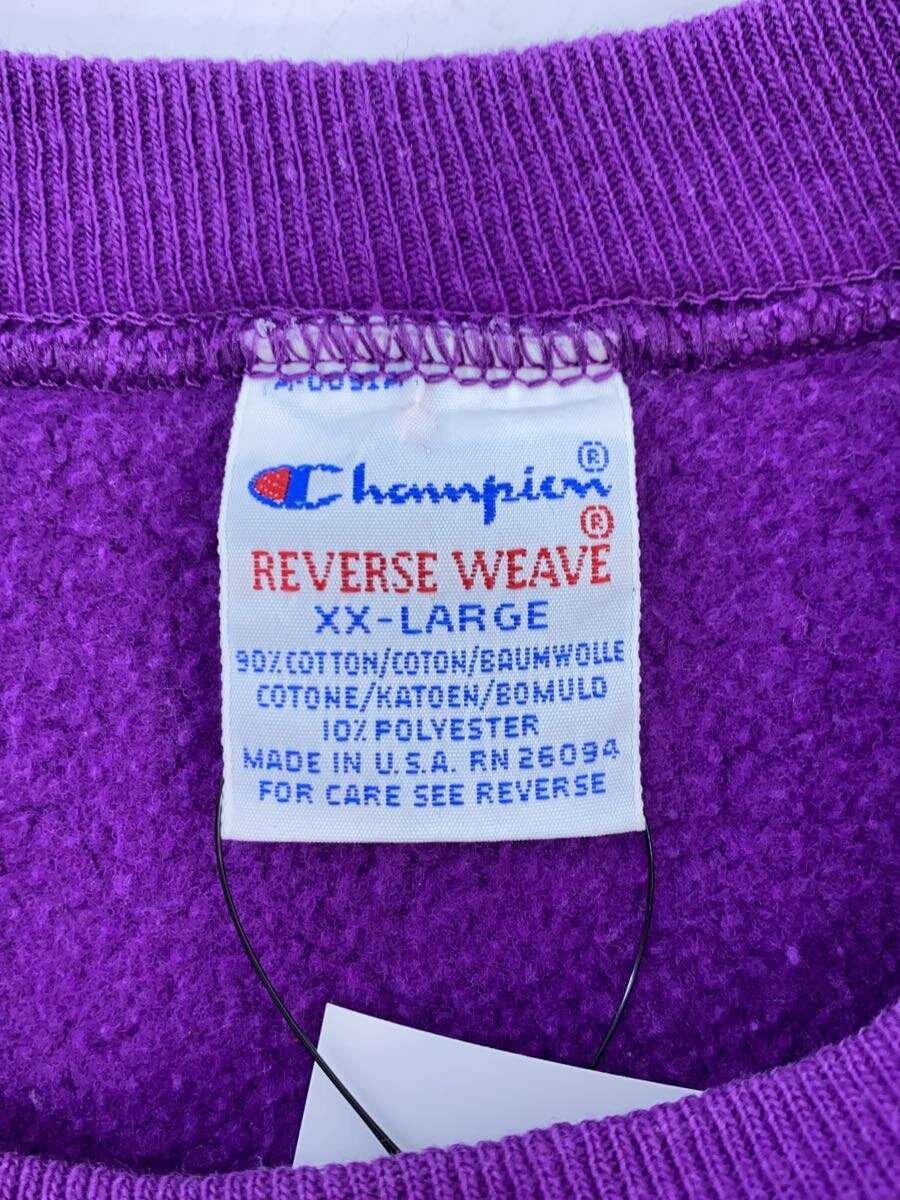 Champion®
REVERSE WEAVE®
XX-LARGE
90% COTTON/COTON/BAUMWOLLE
COTONE/KATOEN/BOMULD
10% POLYESTER
MADE IN U.S.A. RN 26094
FOR CARE SEE REVERSE